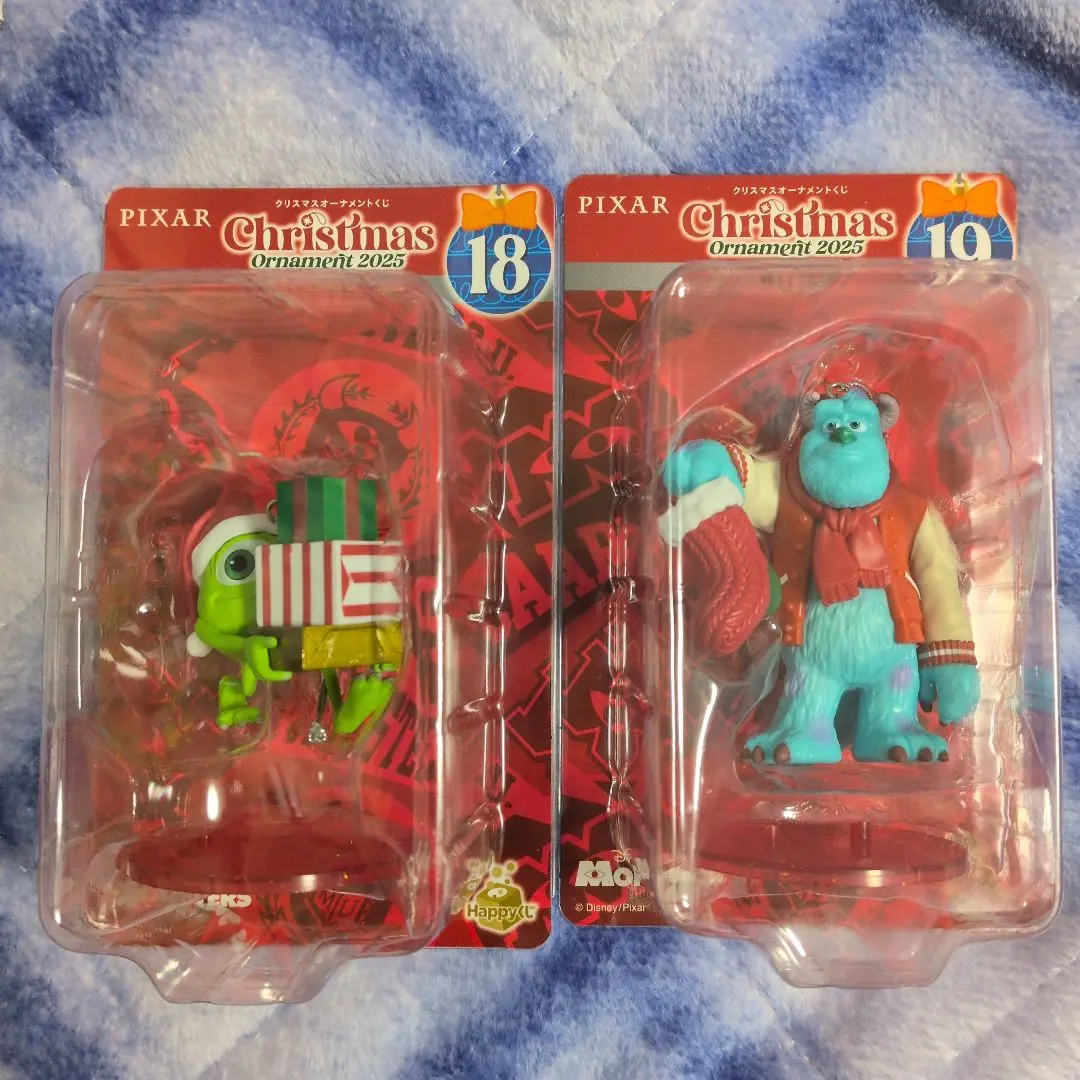 PIXAR
クリスマスオーナメントくじ
Christmas
Ornament 2025
18
Happyくじ
PIXAR
クリスマスオーナメントくじ
Christmas
Ornament 2025
19
Disney
© Disney/Pixar